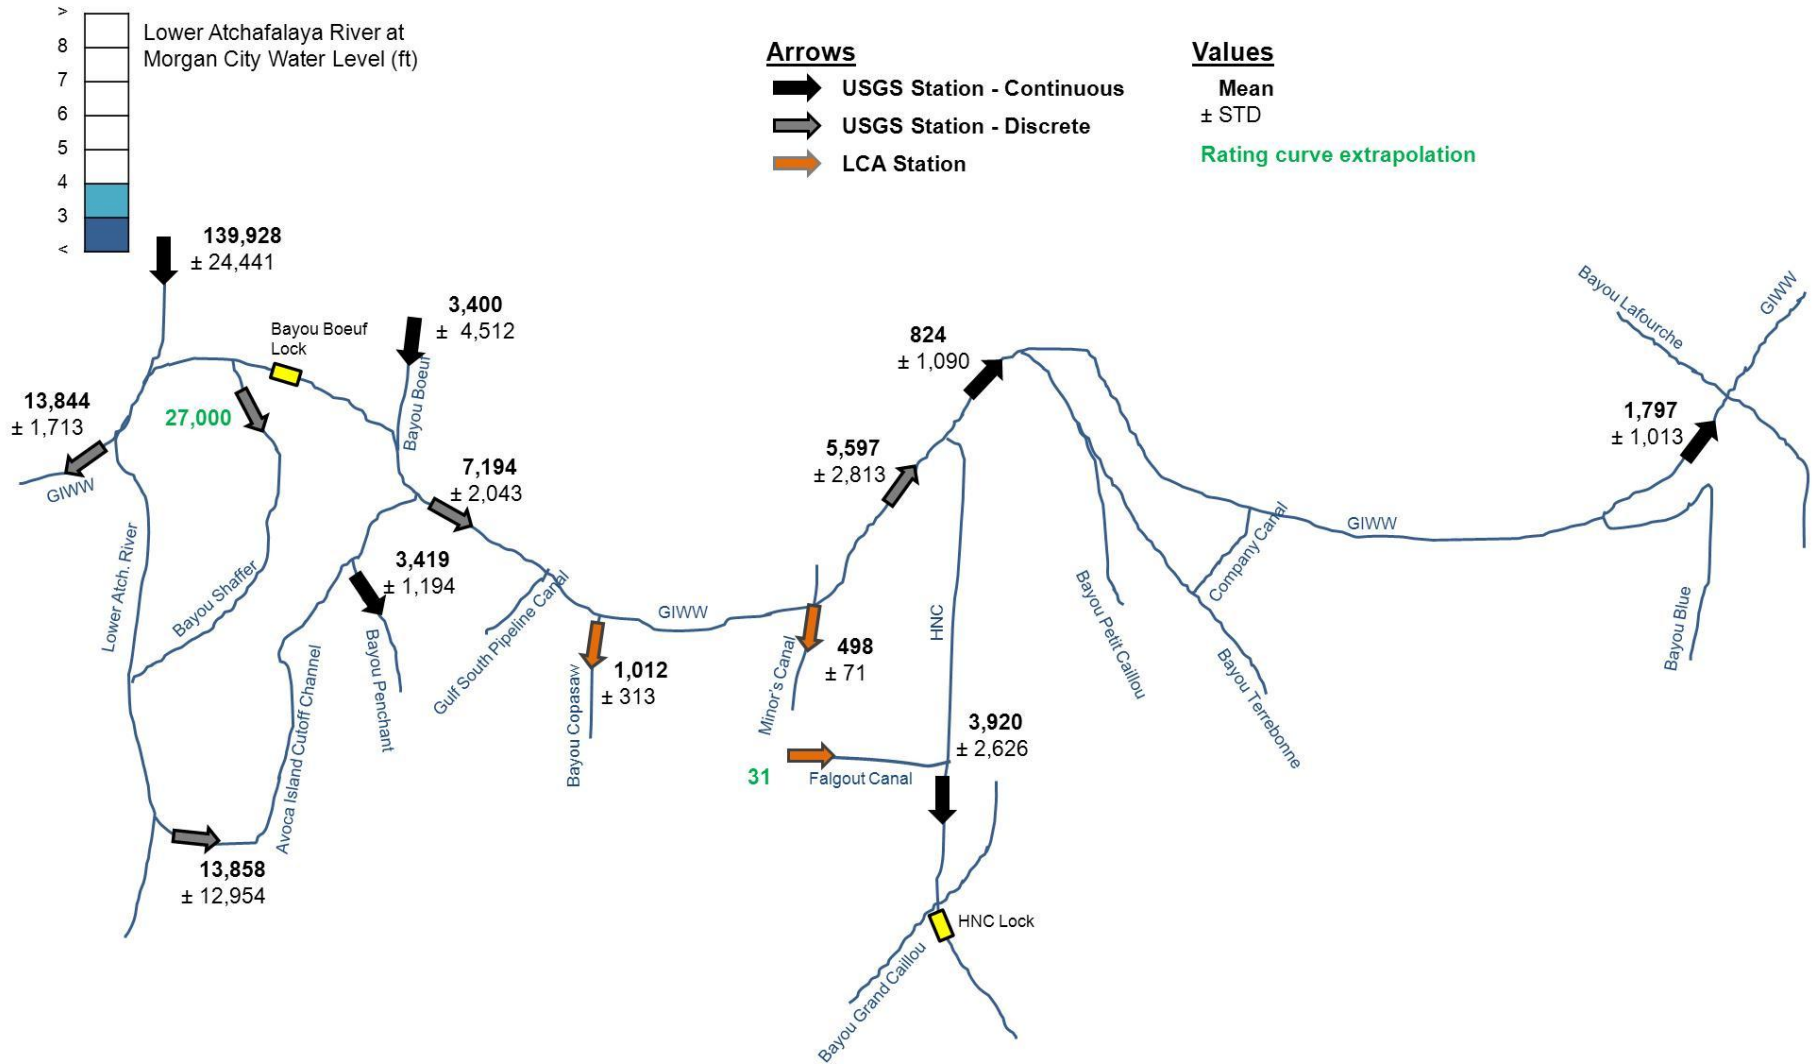 >
8
7
6
5
4
3
<
Lower Atchafalaya River at
Morgan City Water Level (ft)
Arrows
USGS Station - Continuous
USGS Station - Discrete
LCA Station
Values
Mean
± STD
Rating curve extrapolation
139,928
± 24,441
3,400
± 4,512
Bayou Boeuf
Lock
Bayou Boeuf
13,844
± 1,713
GIWW
27,000
7,194
± 2,043
3,419
± 1,194
Lower Atch. River
Bayou Shaffer
Avoca Island Cutoff Channel
Bayou Penchant
13,858
± 12,954
Gulf South Pipeline Canal
Bayou Copasaw
1,012
± 313
GIWW
Minor's Canal
498
± 71
5,597
± 2,813
824
± 1,090
HNC
3,920
± 2,626
31
Falgout Canal
HNC Lock
Bayou Grand Caillou
Bayou Petit Caillou
Bayou Terrebonne
Company Canal
GIWW
1,797
± 1,013
Bayou Lafourche
GIWW
Bayou Blue